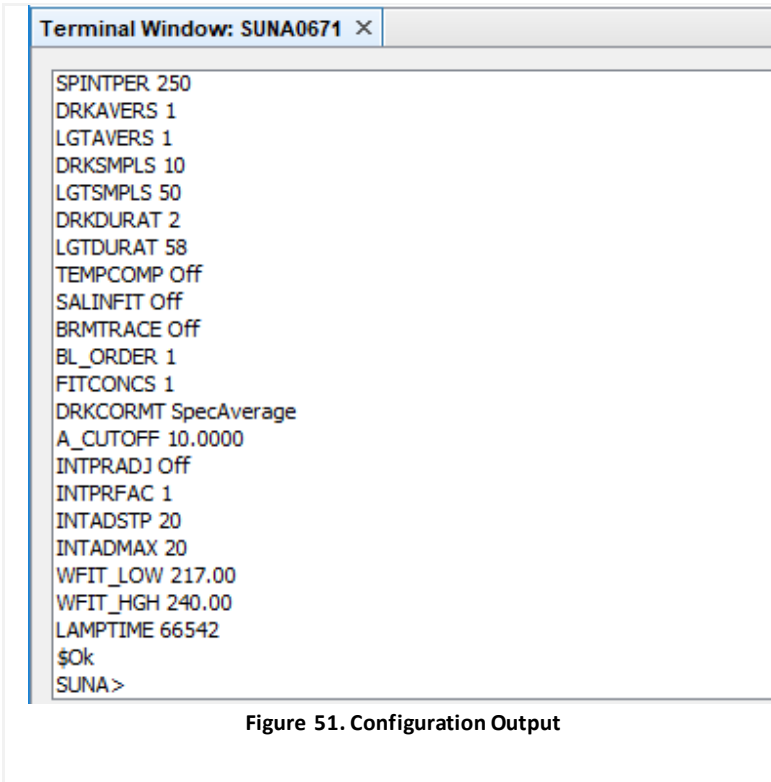 Terminal Window: SUNA0671 ×
SPINTPER 250
DRKAVERS 1
LGTAVERS 1
DRKSMPLS 10
LGTSMPLS 50
DRKDURAT 2
LGTDURAT 58
TEMPCOMP Off
SALINFIT Off
BRMTRACE Off
BL_ORDER 1
FITCONCS 1
DRKCORMT SpecAverage
A_CUTOFF 10.0000
INTPRADJ Off
INTPRFAC 1
INTADSTP 20
INTADMAX 20
WFIT_LOW 217.00
WFIT_HGH 240.00
LAMPTIME 66542
$Ok
SUNA>
Figure 51. Configuration Output